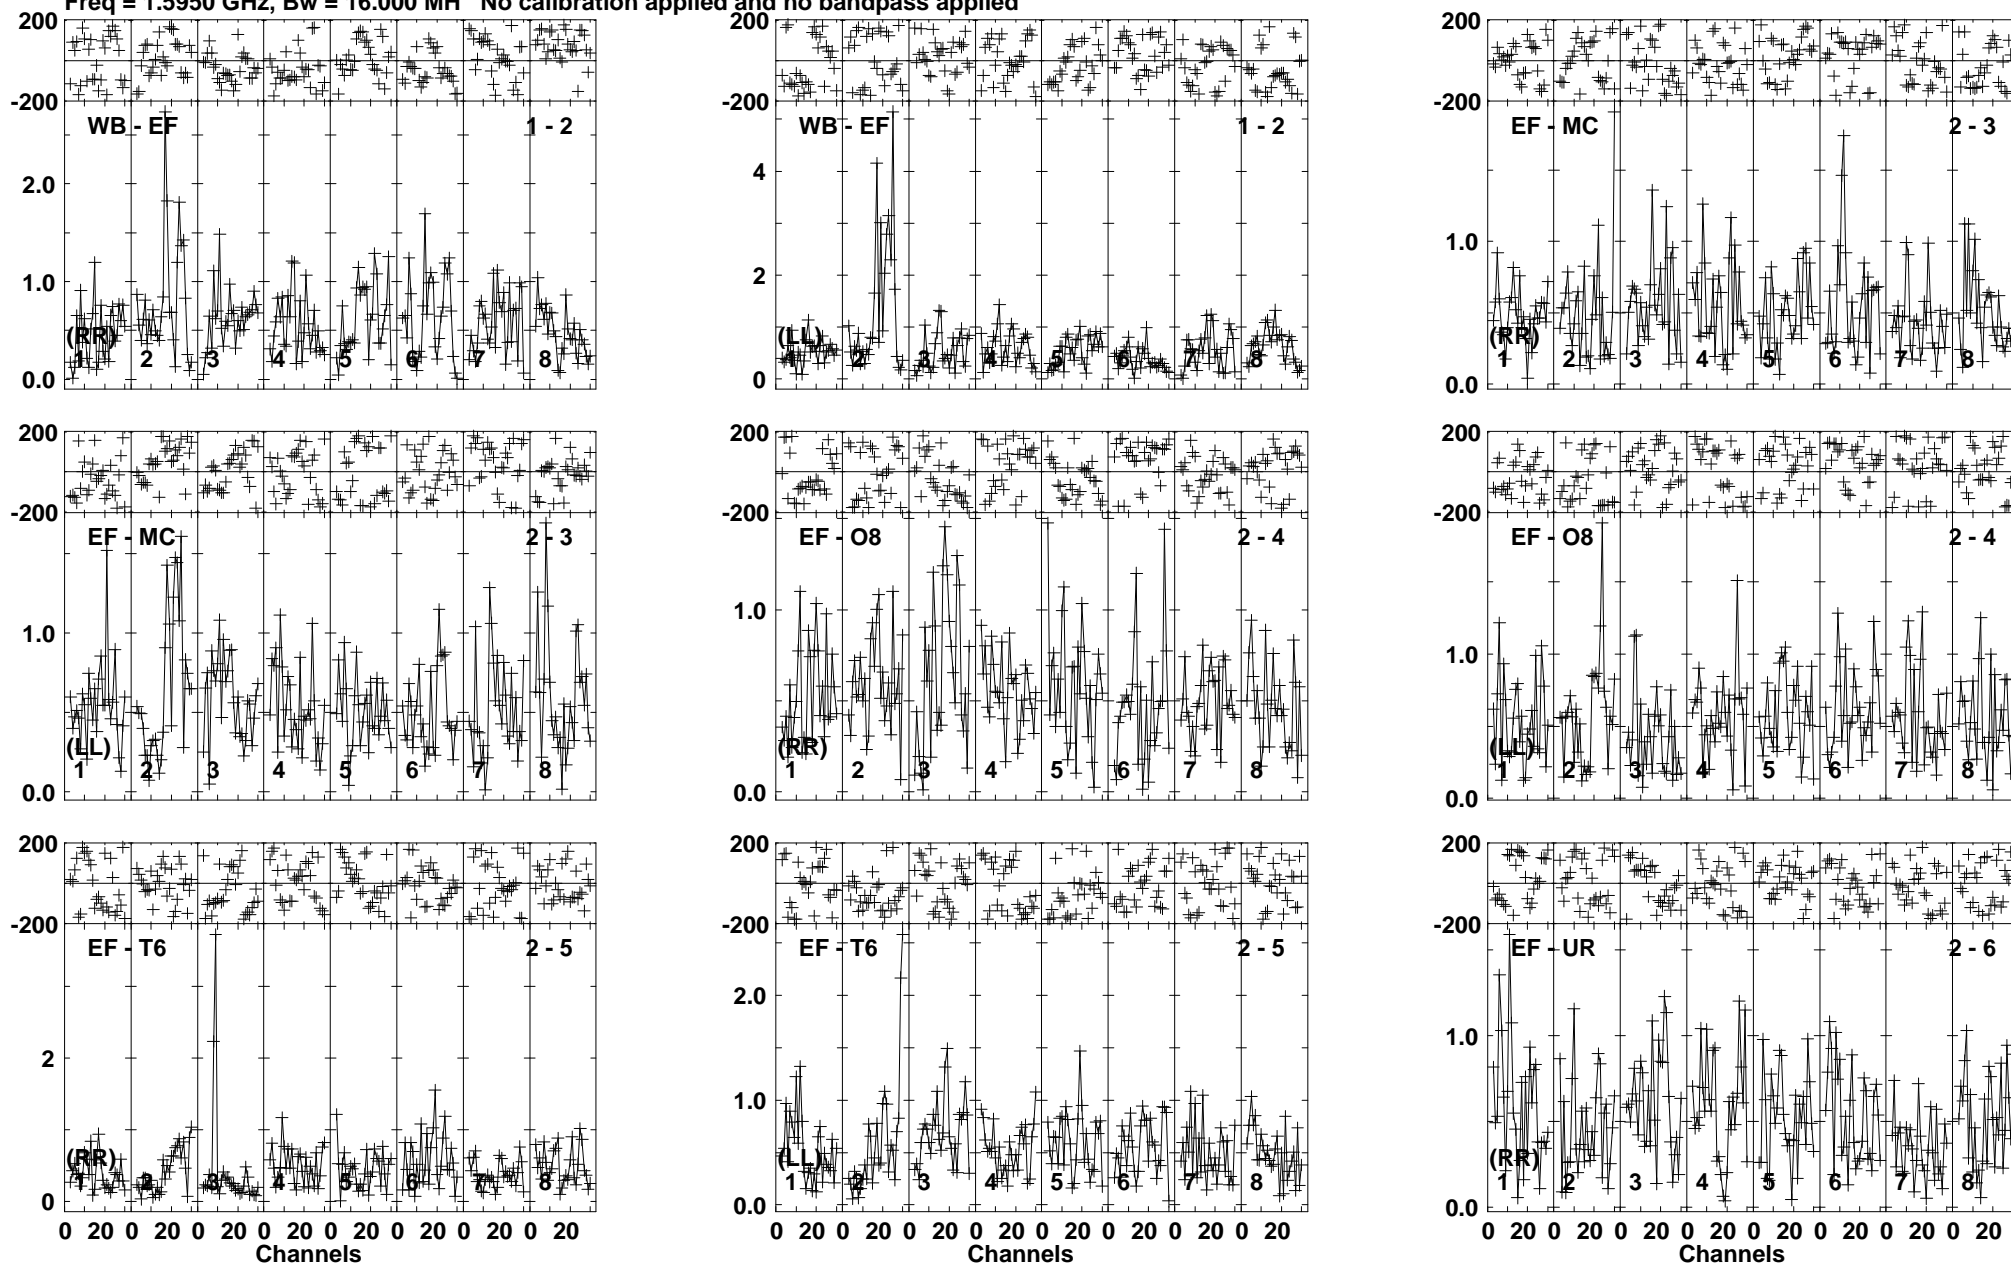 Freq = 1.5950 GHz, Bw = 16.000 MH No calibration applied and no bandpass applied
200 200 200
-200 -200 -200
WB - EF 1 - 2 WB - EF 1 - 2 EF - MC 2 - 3
2.0 4 1.0
1.0 2
(RR) (LL) (RR)
1 2 3 4 5 6 7 8 1 2 3 4 5 6 7 8 1 2 3 4 5 6 7 8
0.0 0 0.0
200 200 200
-200 -200 -200
EF - MC 2 - 3 EF - O8 2 - 4 EF - O8 2 - 4
1.0 1.0 1.0
(LL) (RR) (LL)
1 2 3 4 5 6 7 8 1 2 3 4 5 6 7 8 1 2 3 4 5 6 7 8
0.0 0.0 0.0
200 200 200
-200 -200 -200
EF - T6 2 - 5 EF - T6 2 - 5 EF - UR 2 - 6
2 2.0 1.0
1.0
(RR) (LL) (RR)
1 2 3 4 5 6 7 8 1 2 3 4 5 6 7 8 1 2 3 4 5 6 7 8
0 0.0 0.0
0 20 0 20 0 20 0 20 0 20 0 20 0 20 0 20 0 20 0 20 0 20 0 20 0 20 0 20 0 20 0 20 0 20 0 20 0 20 0 20 0 20 0 20 0 20 0 20
Channels Channels Channels